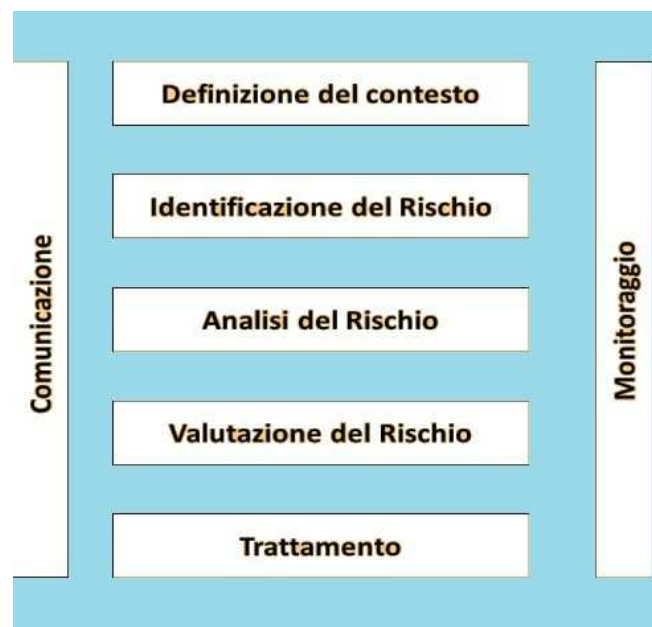 Definizione del contesto
Identificazione del Rischio
Analisi del Rischio
Valutazione del Rischio
Trattamento
Comunicazione
Monitoraggio